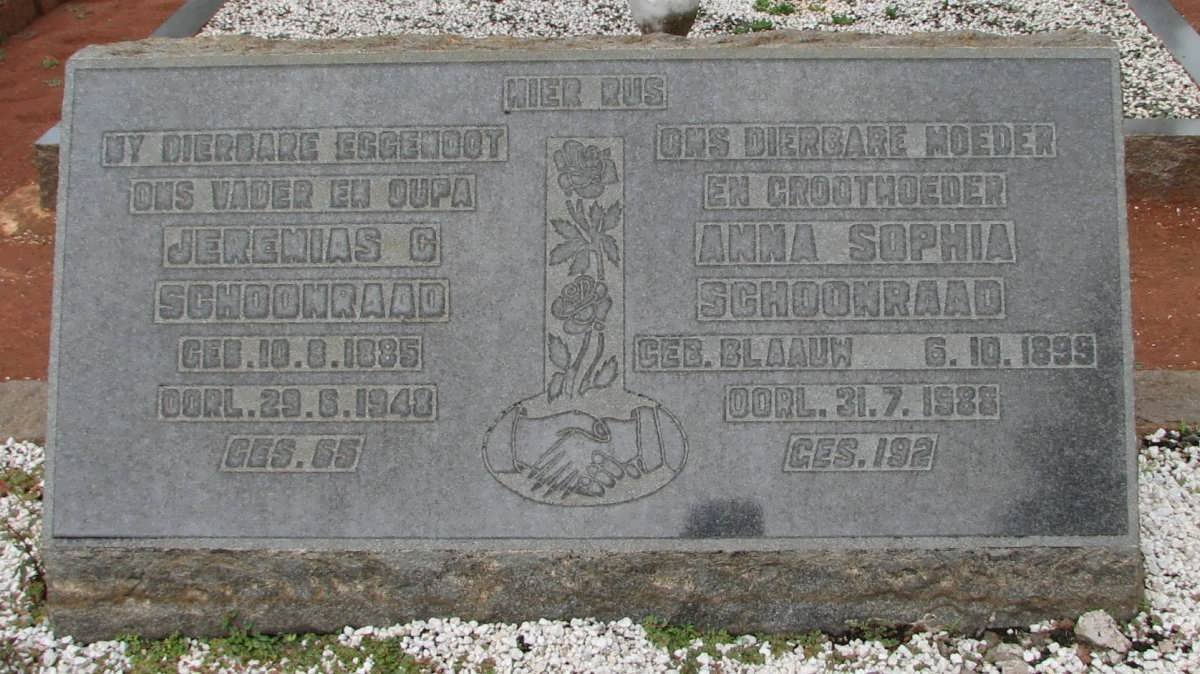 HIER RUS
MY DIERBARE EGGENOOT
ONS VADER EN OUPA
JEREMIAS C
SCHOONRAAD
GEB. 10.8.1885
OORL. 29.6.1948
GES. 65
ONS DIERBARE MOEDER
EN GROOTMOEDER
ANNA SOPHIA
SCHOONRAAD
GEB. BLAAUW 6.10.1899
OORL. 31.7.1988
GES. 192